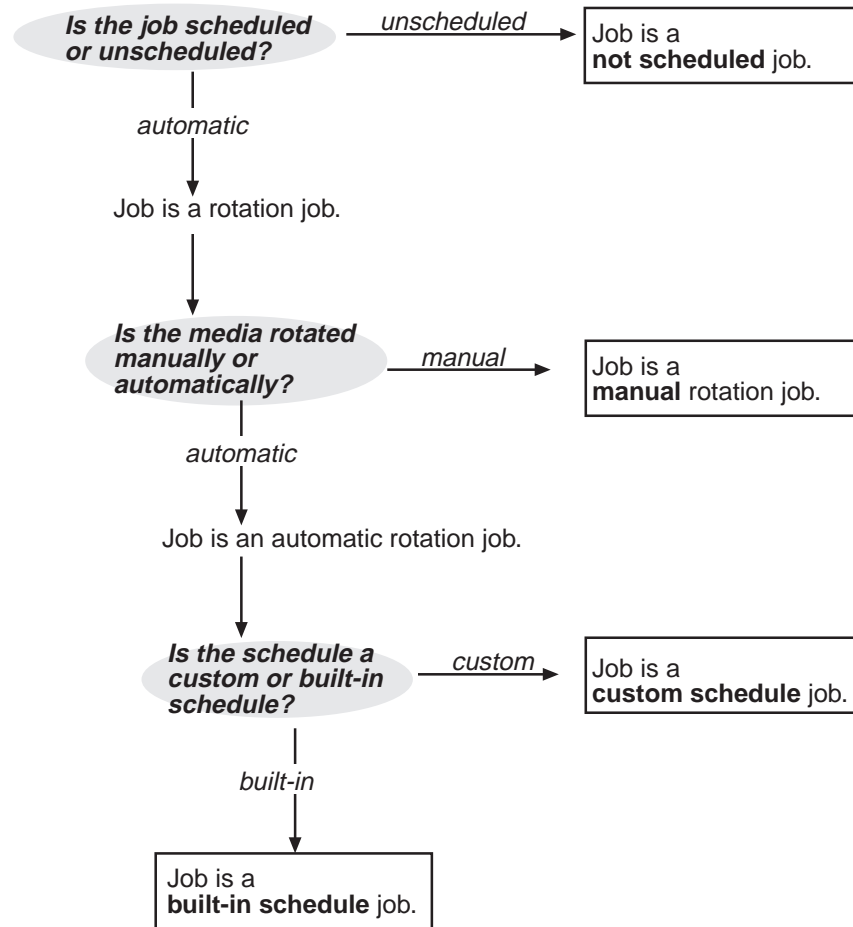 Is the job scheduled
or unscheduled?
unscheduled
Job is a
not scheduled job.
automatic
Job is a rotation job.
Is the media rotated
manually or
automatically?
manual
Job is a
manual rotation job.
automatic
Job is an automatic rotation job.
Is the schedule a
custom or built-in
schedule?
custom
Job is a
custom schedule job.
built-in
Job is a
built-in schedule job.